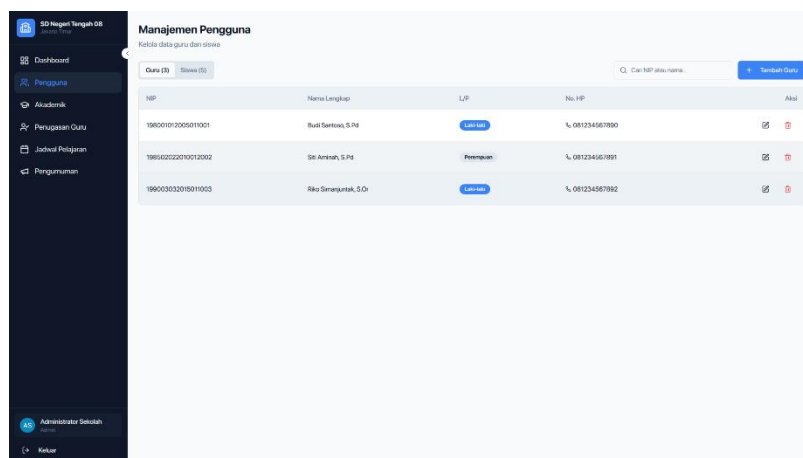 SD Negeri Tengah 08
Jakarta Timur
Dashboard
Pengguna
Akademik
Penugasan Guru
Jadwal Pelajaran
Pengumuman
AS
Administrator Sekolah
Admin
Keluar
Manajemen Pengguna
Kelola data guru dan siswa
Guru (3) Siswa (5)
Cari NIP atau nama.
+ Tambah Guru
NIP Nama Lengkap L/P No. HP Aksi
198001012005011001 Budi Santoso, S.Pd Laki-laki 081234567890
198502022010012002 Siti Aminah, S.Pd Perempuan 081234567891
199003032015011003 Riko Simanjuntak, S.Or Laki-laki 081234567892